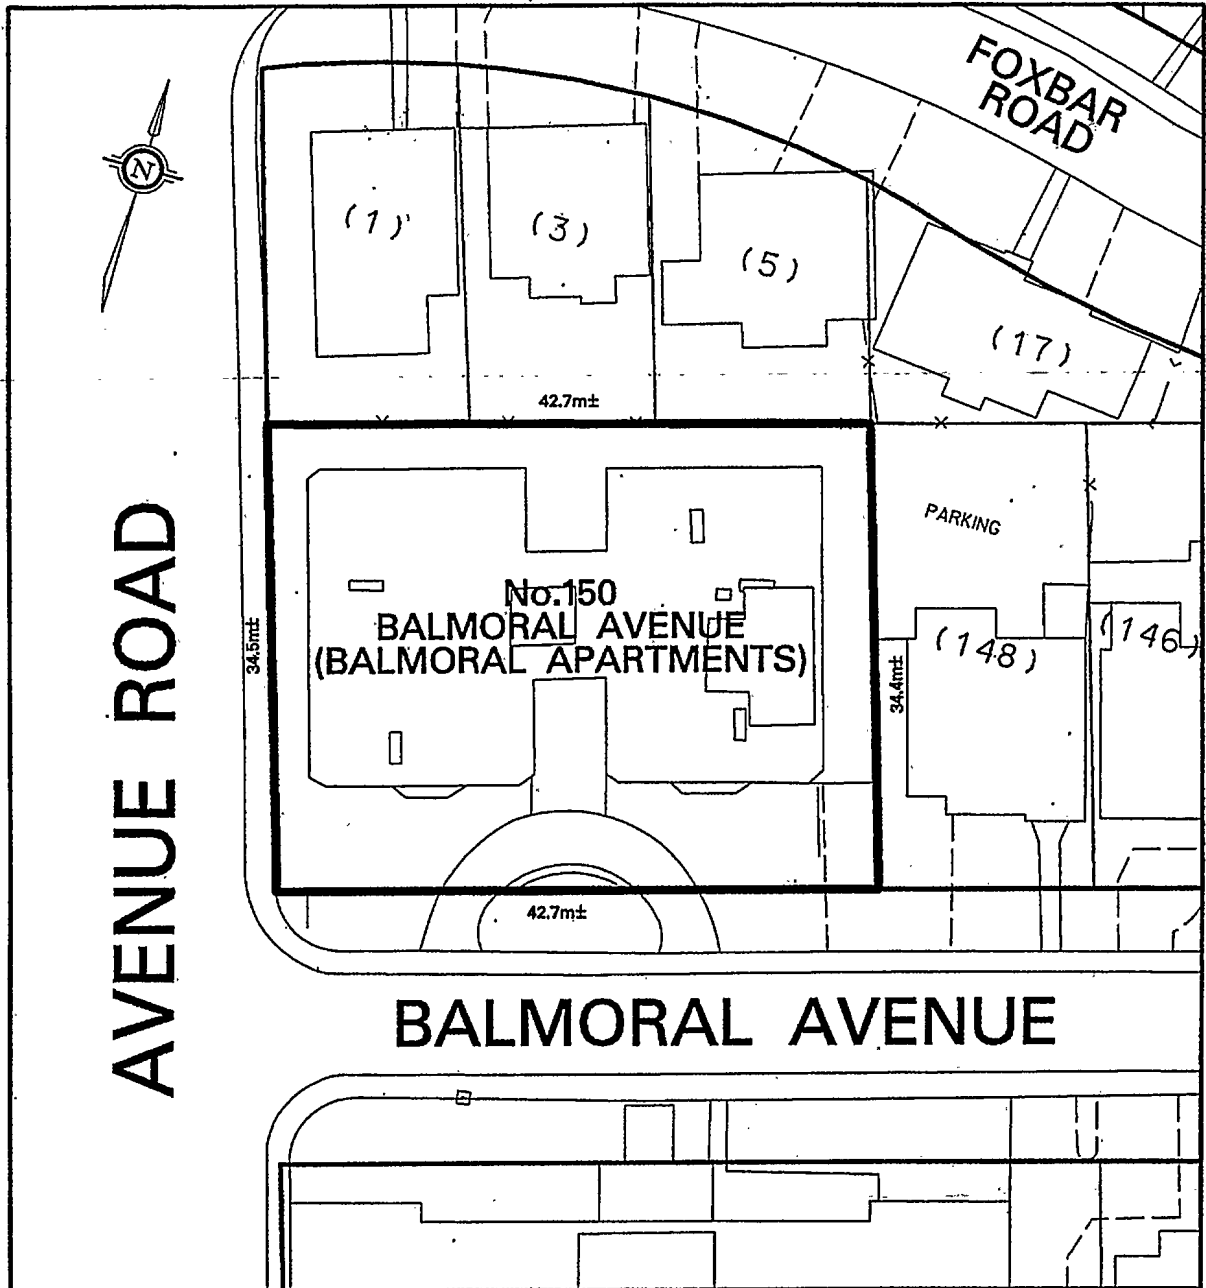 FOXBAR
ROAD
N
(1)
(3)
(5)
(17)
42.7m±
PARKING
AVENUE ROAD
34.5m±
No.150
BALMORAL AVENUE
(BALMORAL APARTMENTS)
34.4m±
(148)
(146)
42.7m±
BALMORAL AVENUE